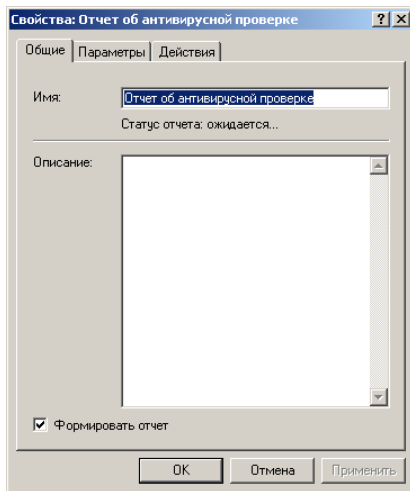 Свойства: Отчет об антивирусной проверке
Общие Параметры Действия
Имя: Отчет об антивирусной проверке
Статус отчета: ожидается...
Описание:
Формировать отчет
OK Отмена Применить